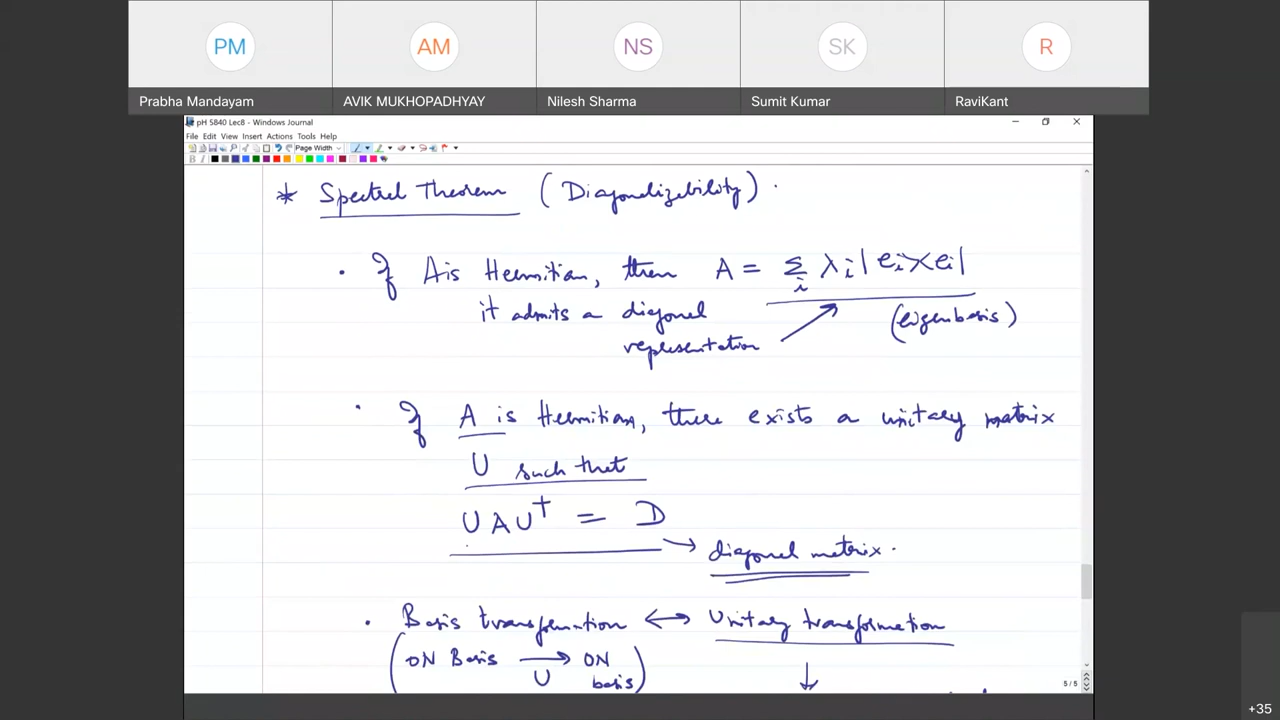 PM AM NS SK R
Prabha Mandayam AVIK MUKHOPADHYAY Nilesh Sharma Sumit Kumar RaviKant
pH 5840 Lec8 - Windows Journal
File Edit View Insert Actions Tools Help
Page Width
* Spectral Theorem (Diagonalizability).
• If A is Hermitian, then A = Σ_i λi |ei><ei|
it admits a diagonal (eigenbasis)
representation
• If A is Hermitian, there exists a unitary matrix
U such that
U A U† = D
→ diagonal matrix.
• Basis transformation ↔ Unitary transformation
(ON Basis →U ON basis) ↓
5 / 5
+35